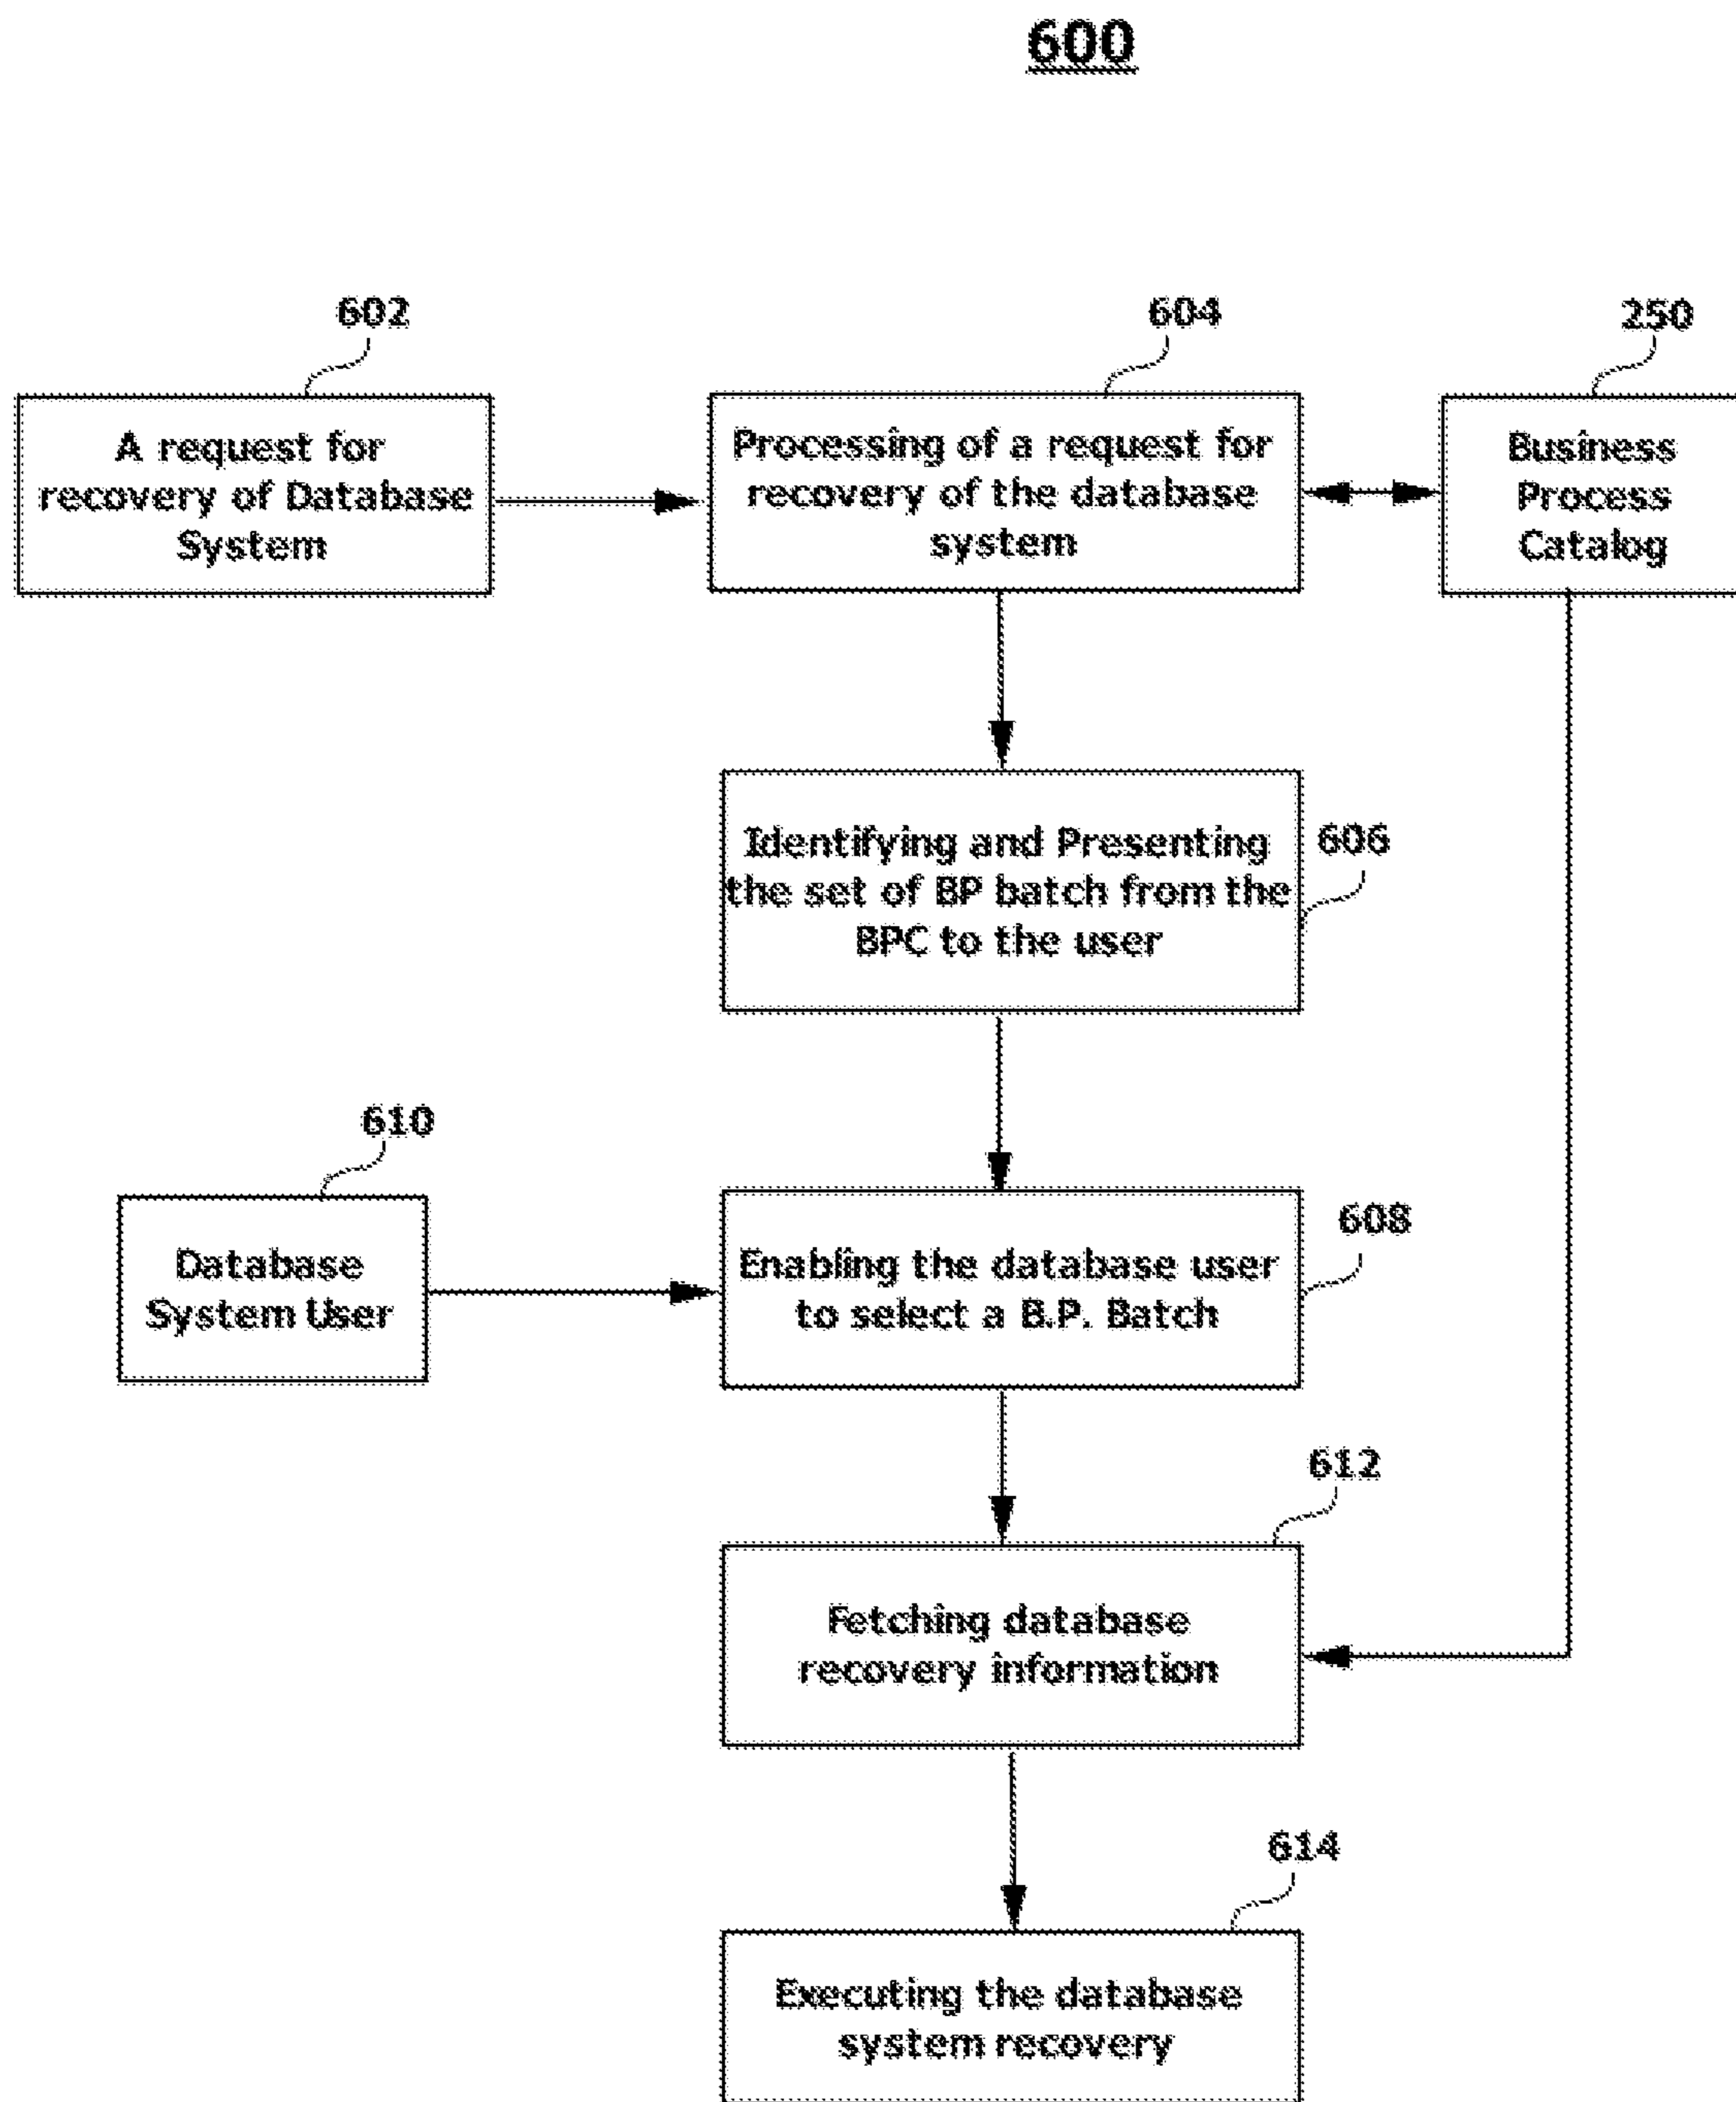 600
602
A request for
recovery of Database
System
604
Processing of a request for
recovery of the database
system
250
Business
Process
Catalog
606
Identifying and Presenting
the set of BP batch from the
BPC to the user
610
Database
System User
608
Enabling the database user
to select a B.P. Batch
612
Fetching database
recovery information
614
Executing the database
system recovery